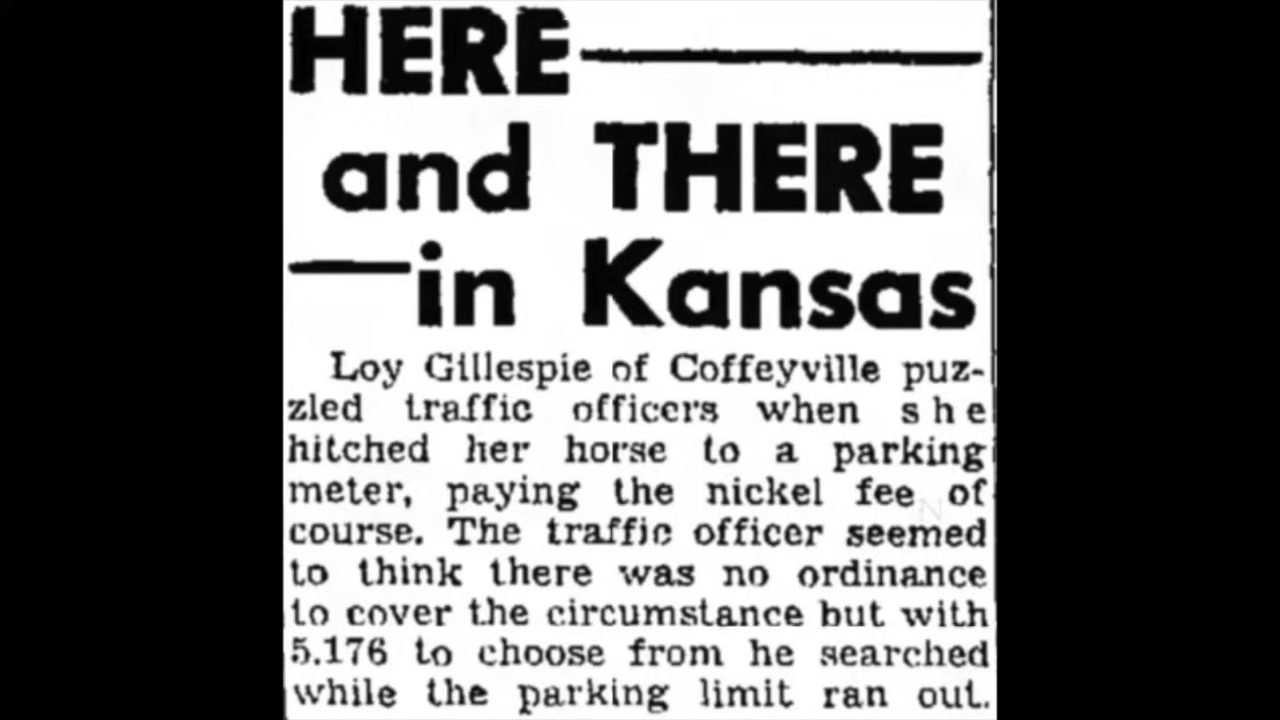 HERE
and THERE
in Kansas
Loy Gillespie of Coffeyville puz-
zled traffic officers when she
hitched her horse to a parking
meter, paying the nickel fee of
course. The traffic officer seemed
to think there was no ordinance
to cover the circumstance but with
5.176 to choose from he searched
while the parking limit ran out.